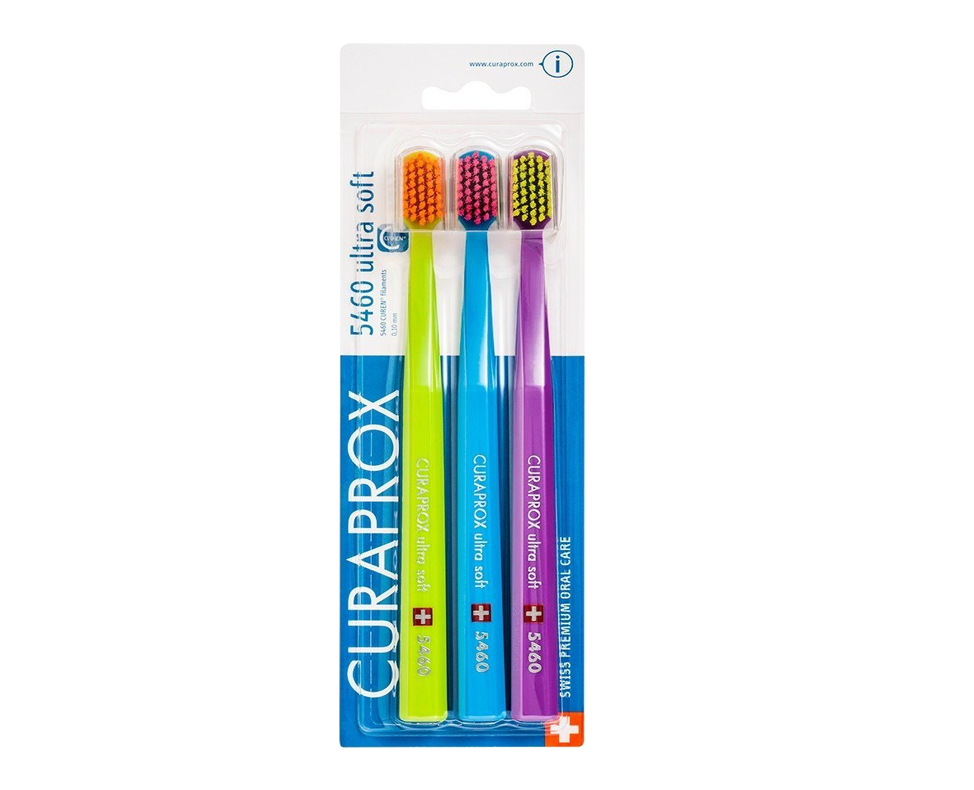 www.curaprox.com
i
5460 ultra soft
CUREN®
5460 CUREN® filaments
0.10 mm
CURAPROX
CURAPROX ultra soft
5460
CURAPROX ultra soft
5460
CURAPROX ultra soft
5460
SWISS PREMIUM ORAL CARE